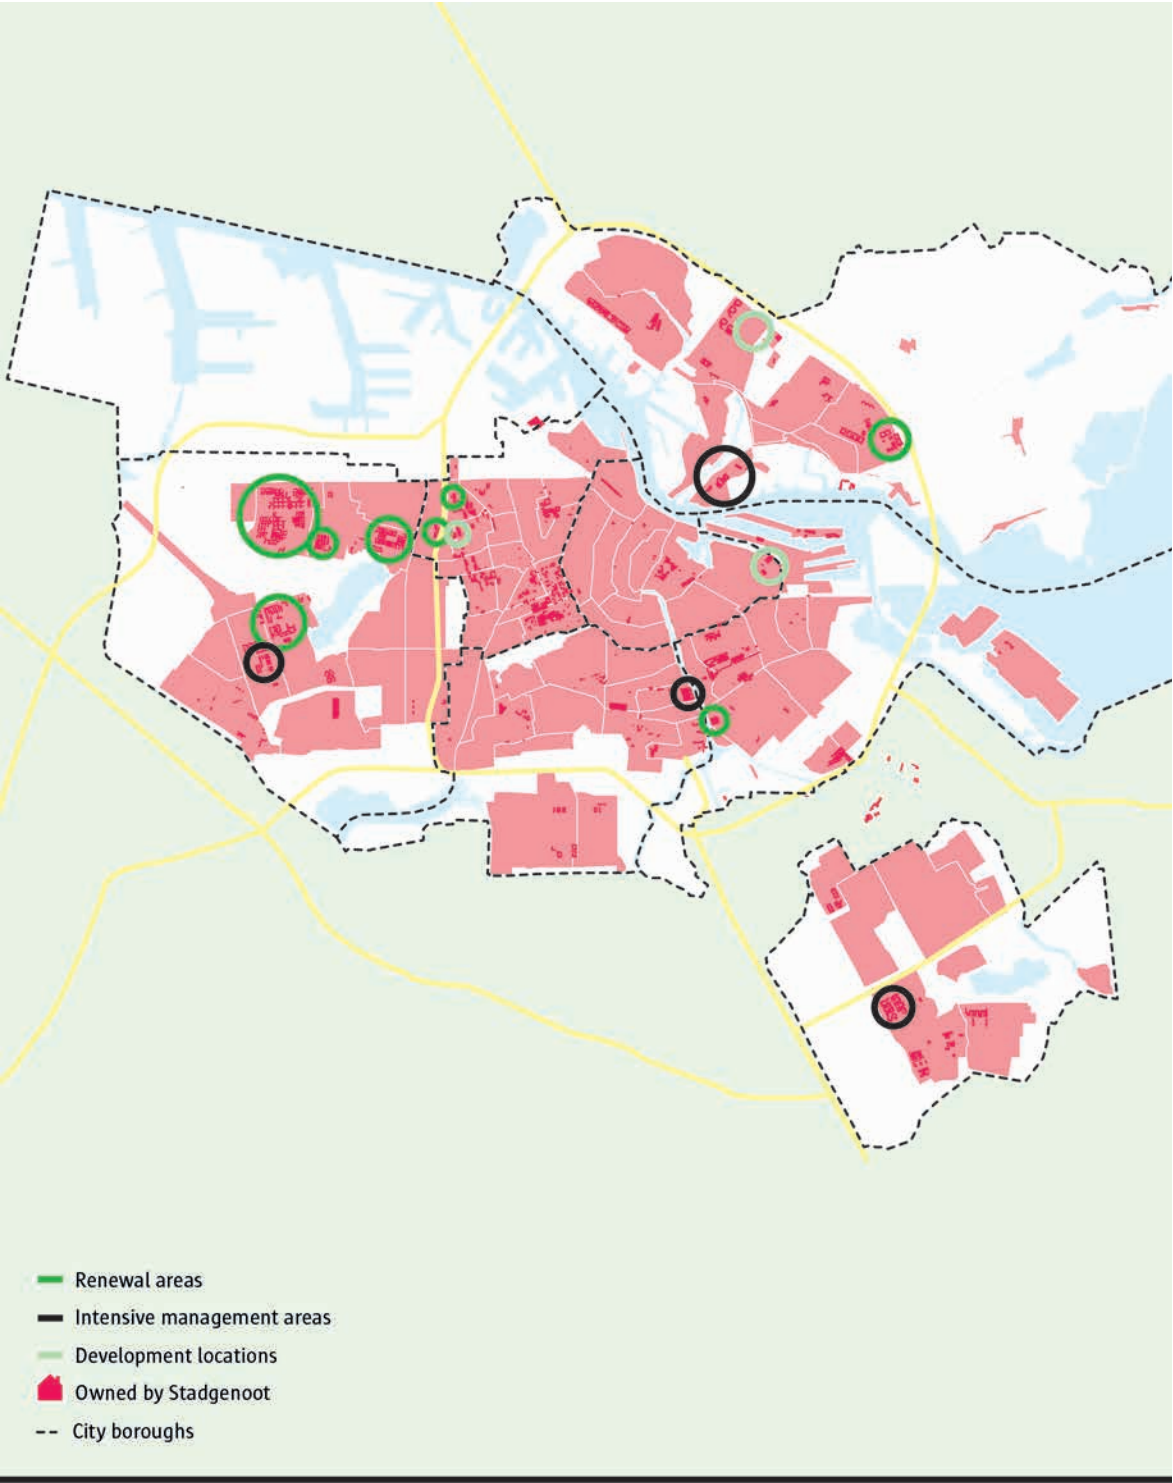 Renewal areas
Intensive management areas
Development locations
Owned by Stadgenoot
City boroughs